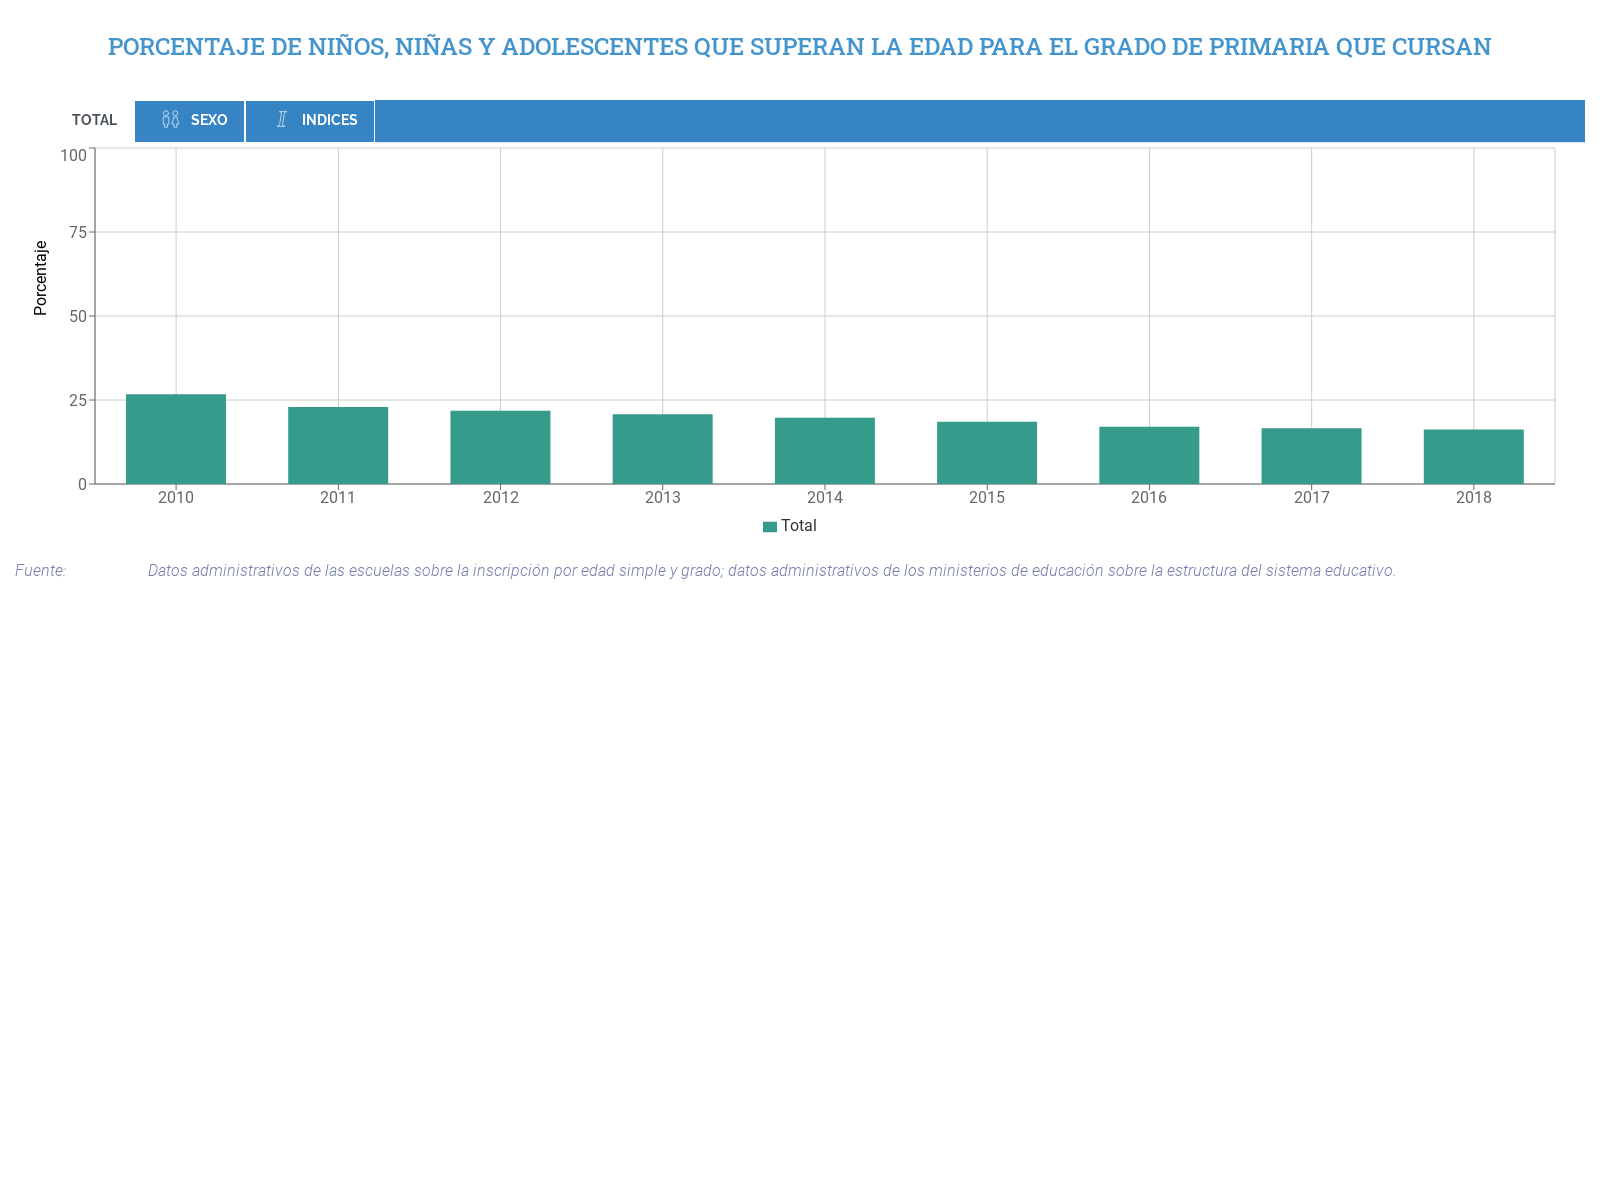 PORCENTAJE DE NIÑOS, NIÑAS Y ADOLESCENTES QUE SUPERAN LA EDAD PARA EL GRADO DE PRIMARIA QUE CURSAN
TOTAL SEXO INDICES
100
75
50
25
0
Porcentaje
2010 2011 2012 2013 2014 2015 2016 2017 2018
Total
Fuente: Datos administrativos de las escuelas sobre la inscripción por edad simple y grado; datos administrativos de los ministerios de educación sobre la estructura del sistema educativo.